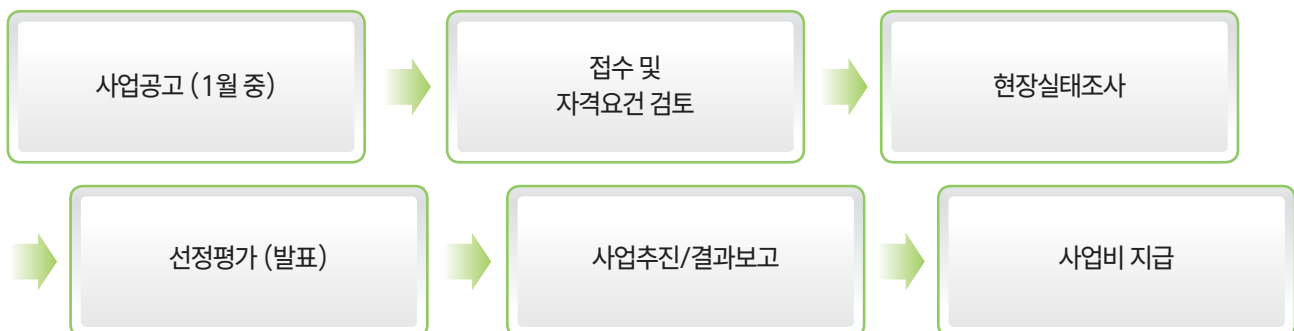 사업공고 (1월 중)
접수 및
자격요건 검토
현장실태조사
선정평가 (발표)
사업추진/결과보고
사업비 지급